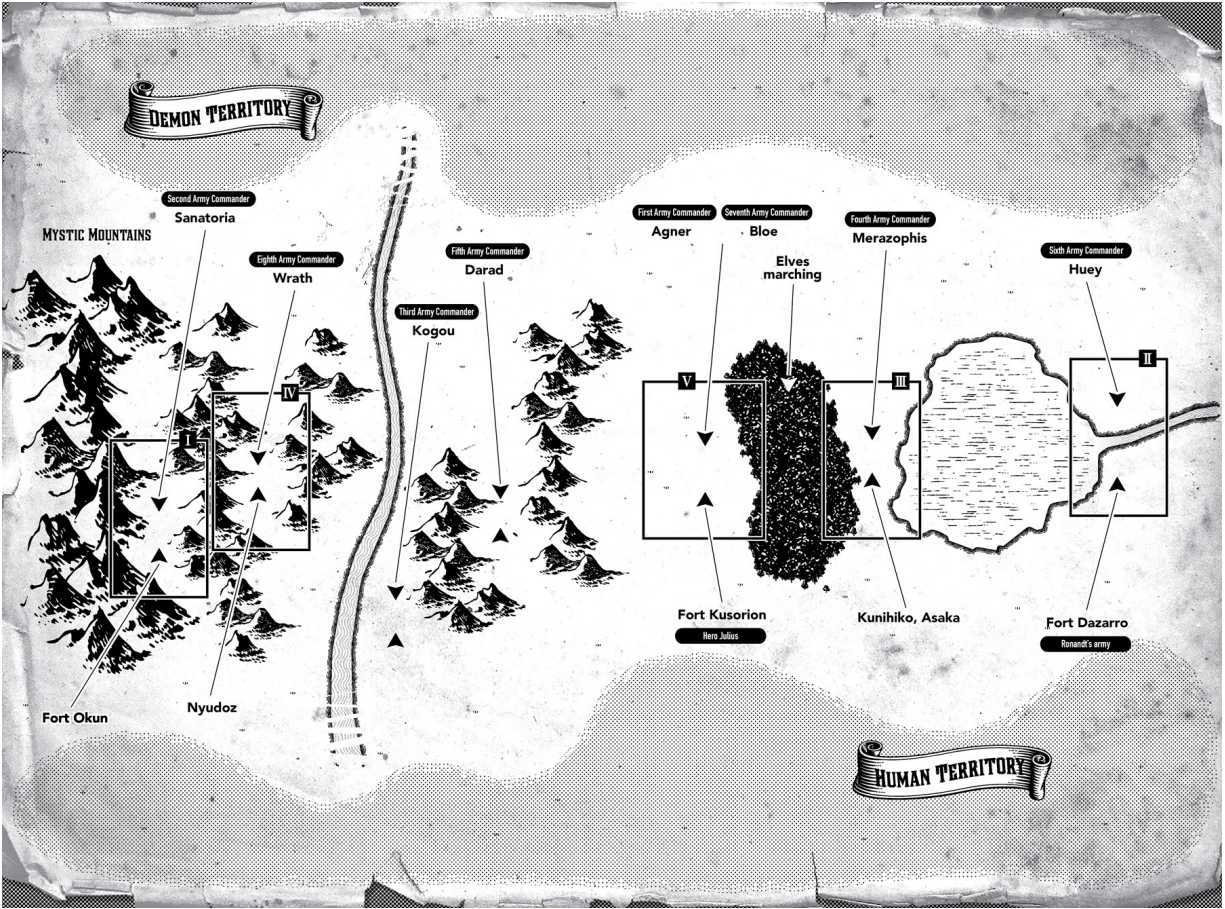 Demon Territory
Second Army Commander
Sanatoria
Mystic Mountains
Eighth Army Commander
Wrath
Fifth Army Commander
Darad
Third Army Commander
Kogou
First Army Commander
Agner
Seventh Army Commander
Bloe
Elves
marching
Fourth Army Commander
Merazophis
Sixth Army Commander
Huey
I
IV
V
III
II
Fort Okun
Nyudoz
Fort Kusorion
Hero Julius
Kunihiko, Asaka
Fort Dazarro
Ronandt's army
Human Territory